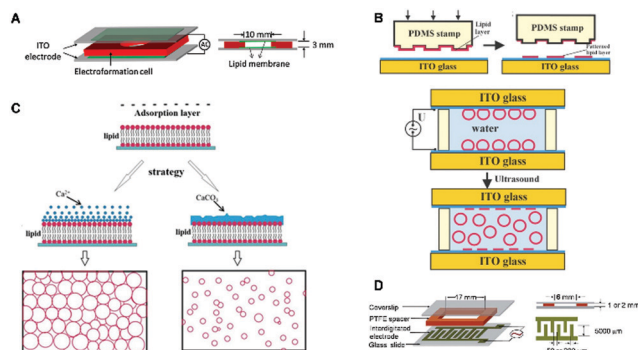 A
ITO
electrode
Electroformation cell
AC
10 mm
3 mm
Lipid membrane
B
PDMS stamp
Lipid
layer
PDMS stamp
Patterned
lipid layer
ITO glass
ITO glass
ITO glass
U
water
ITO glass
Ultrasound
ITO glass
ITO glass
C
Adsorption layer
lipid
strategy
Ca²⁺
CaCO₃
lipid
lipid
D
Coverslip
PTFE spacer
Interdigitated
electrode
Glass slide
17 mm
6 mm
1 or 2 mm
5000 μm